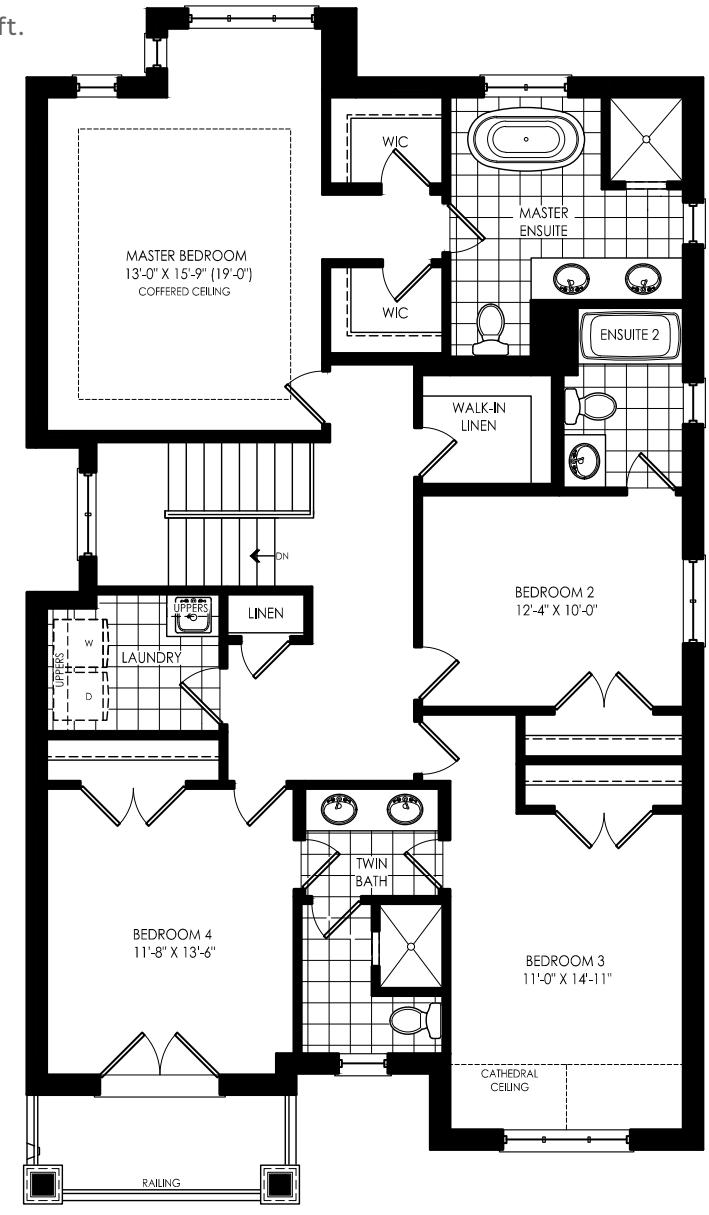 ft.
WIC
MASTER
ENSUITE
MASTER BEDROOM
13'-0" X 15'-9" (19'-0")
COFFERED CEILING
WIC
ENSUITE 2
WALK-IN
LINEN
DN
BEDROOM 2
12'-4" X 10'-0"
UPPERS
LINEN
W
LAUNDRY
UPPERS
D
TWIN
BATH
BEDROOM 4
11'-8" X 13'-6"
BEDROOM 3
11'-0" X 14'-11"
CATHEDRAL
CEILING
RAILING